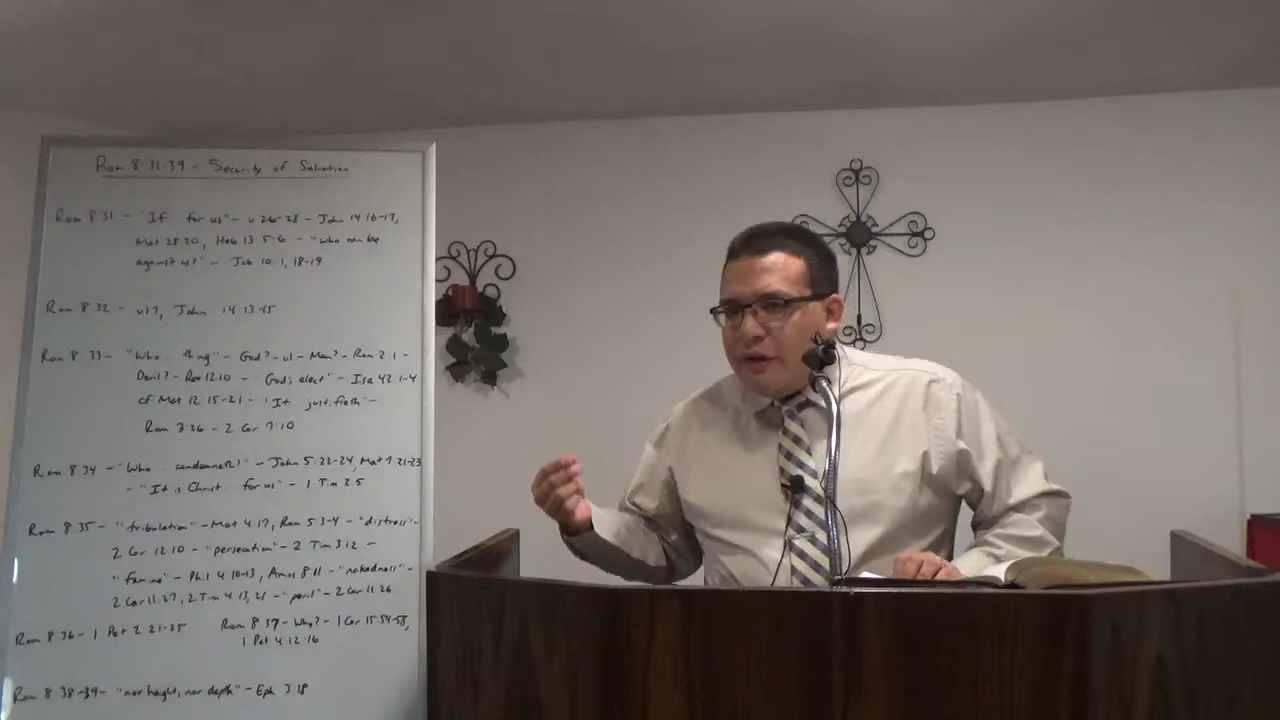 Rom 8:31-39 - Security of Salvation
Rom 8:31 - "If for us" - v 26-28 - John 14:16-17,
Mat 28:20, Heb 13:5-6 - "who can be
against us?" - Job 10:1, 18-19
Rom 8:32 - v17, John 14:13-15
Rom 8:33 - "Who... thing" - God? - v1 - Men? - Rom 2:1 -
Devil? - Rev 12:10 - "God's elect" - Isa 42:1-4
cf Mat 12:15-21 - "It justifieth" -
Rom 3:26 - 2 Cor 7:10
Rom 8:34 - "Who... condemneth?" - John 5:22-24, Mat 7:21-23
- "It is Christ... for us" - 1 Tim 2:5
Rom 8:35 - "tribulation" - Mat 4:17, Rom 5:3-4 - "distress" -
2 Cor 12:10 - "persecution" - 2 Tim 3:12 -
"famine" - Phil 4:10-13, Amos 8:11 - "nakedness" -
2 Cor 11:27, 2 Tim 4:13, 21 - "peril" - 2 Cor 11:26
Rom 8:36 - 1 Pet 2:21-25 Rom 8:37 - Why? - 1 Cor 15:54-58,
1 Pet 4:12-16
Rom 8:38-39 - "nor height, nor depth" - Eph 3:18